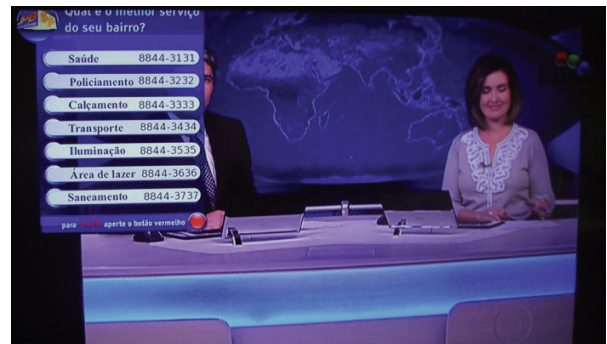 Qual é o melhor serviço
do seu bairro?
Saúde 8844-3131
Policiamento 8844-3232
Calçamento 8844-3333
Transporte 8844-3434
Iluminação 8844-3535
Área de lazer 8844-3636
Saneamento 8844-3737
para aperte o botão vermelho